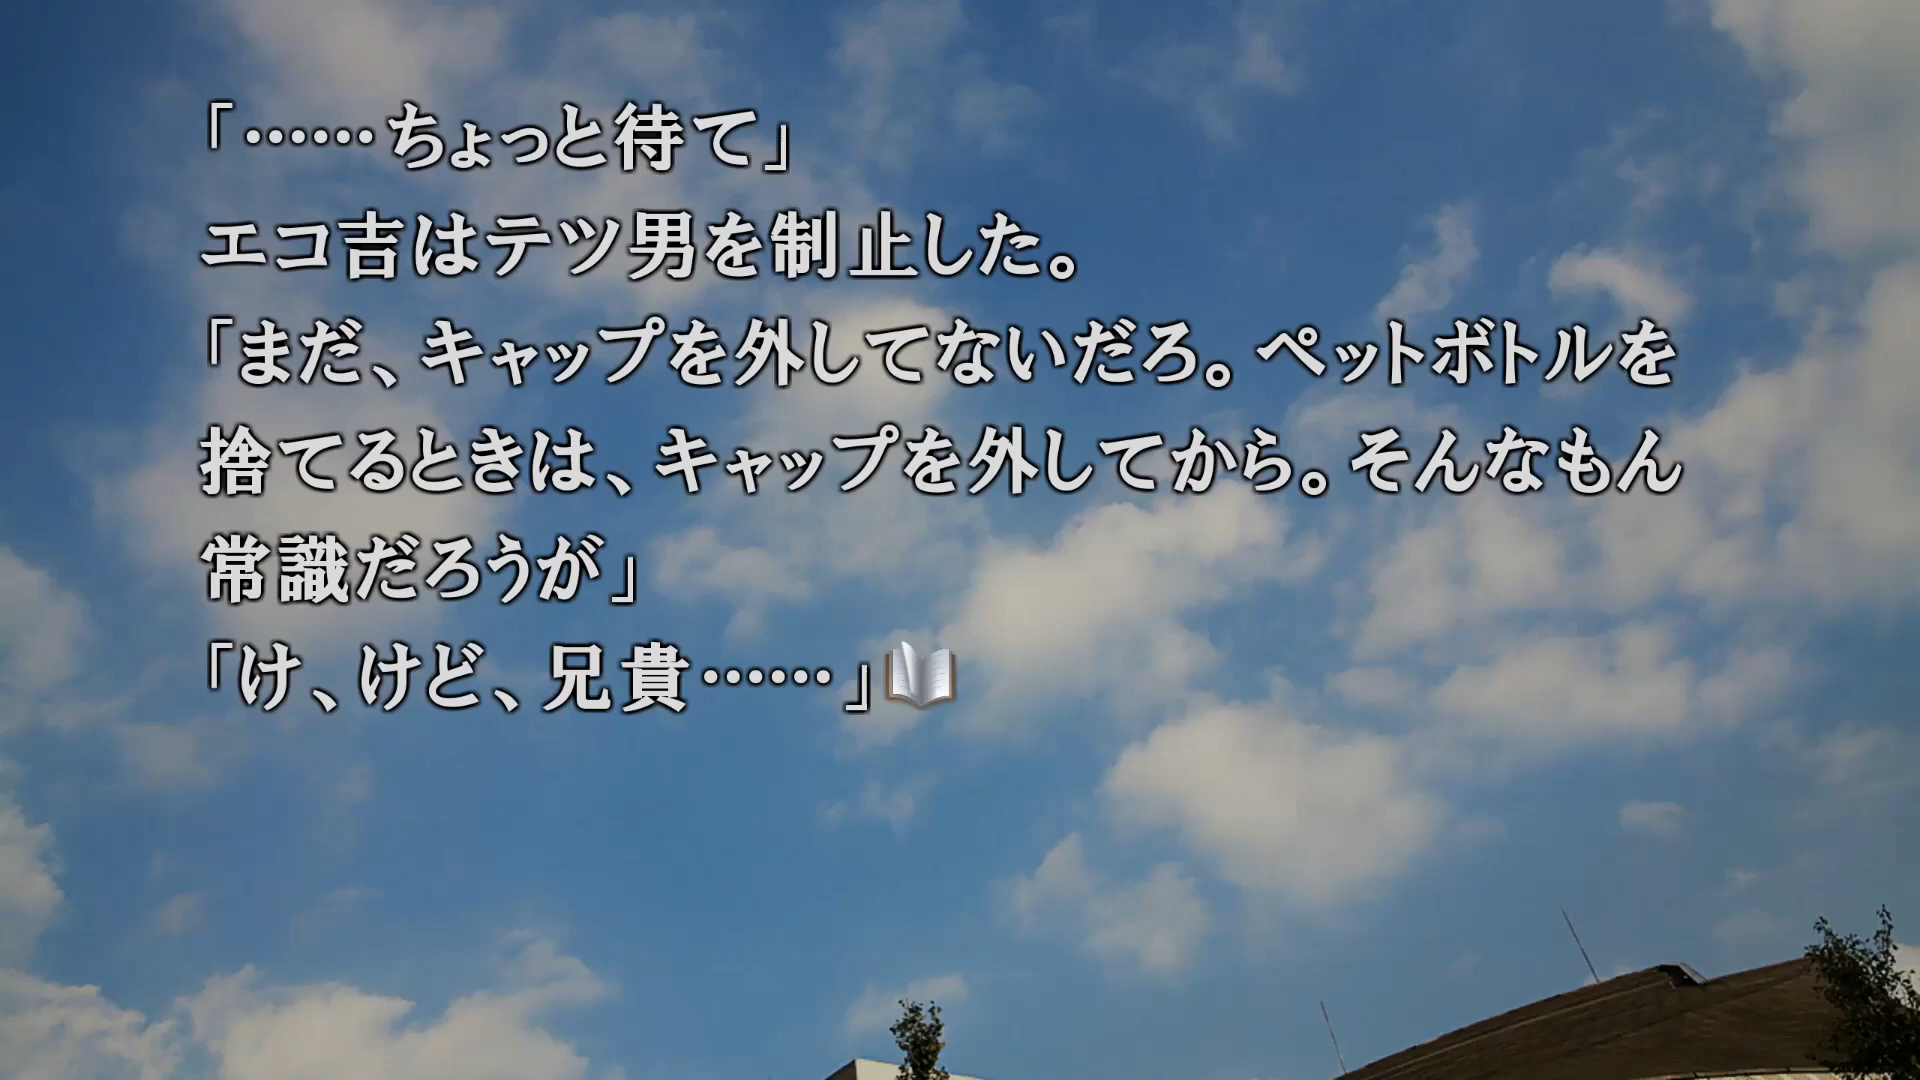 「……ちょっと待て」
エコ吉はテツ男を制止した。
「まだ、キャップを外してないだろ。ペットボトルを
捨てるときは、キャップを外してから。そんなもん
常識だろうが」
「け、けど、兄貴……」